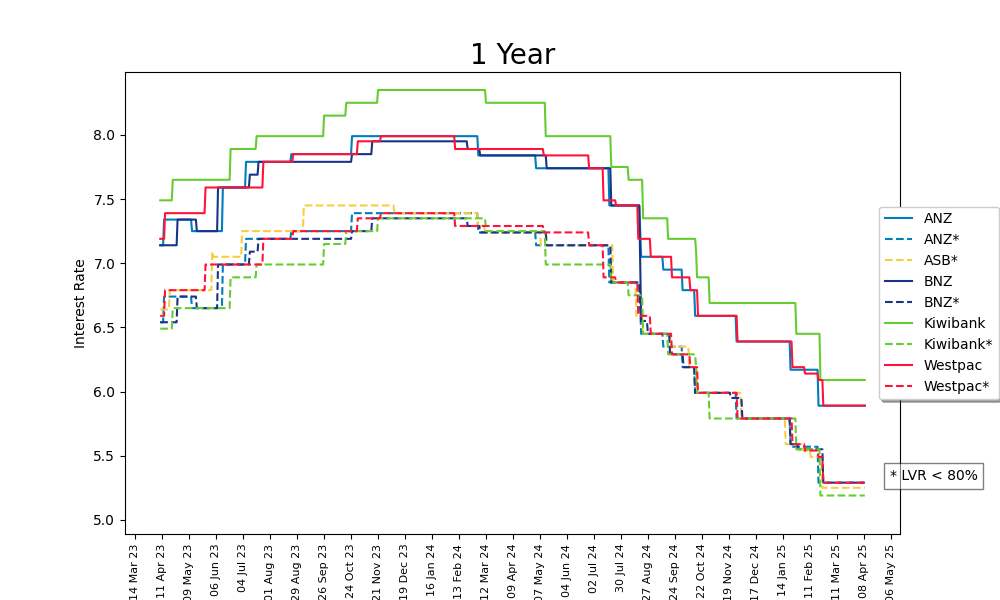 1 Year
Interest Rate
8.0
7.5
7.0
6.5
6.0
5.5
5.0
14 Mar 23
11 Apr 23
09 May 23
06 Jun 23
04 Jul 23
01 Aug 23
29 Aug 23
26 Sep 23
24 Oct 23
21 Nov 23
19 Dec 23
16 Jan 24
13 Feb 24
12 Mar 24
09 Apr 24
07 May 24
04 Jun 24
02 Jul 24
30 Jul 24
27 Aug 24
24 Sep 24
22 Oct 24
19 Nov 24
17 Dec 24
14 Jan 25
11 Feb 25
11 Mar 25
08 Apr 25
06 May 25
ANZ
ANZ*
ASB*
BNZ
BNZ*
Kiwibank
Kiwibank*
Westpac
Westpac*
* LVR < 80%